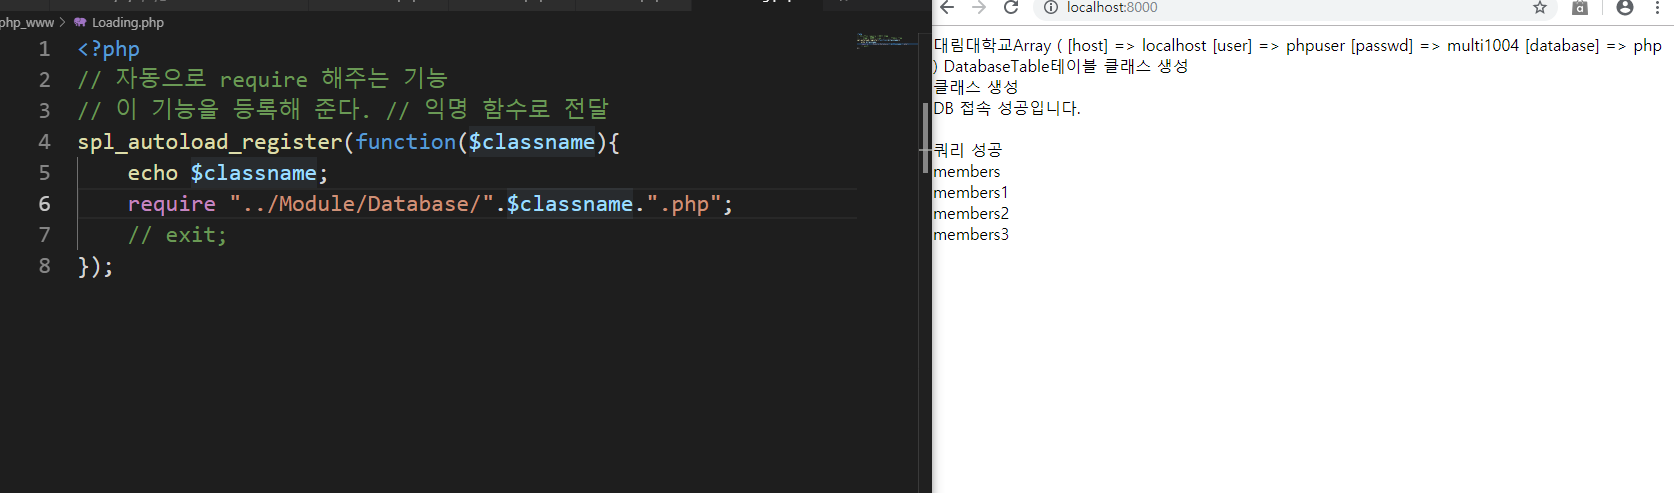 php_www > Loading.php
1 <?php
2 // 자동으로 require 해주는 기능
3 // 이 기능을 등록해 준다. // 익명 함수로 전달
4 spl_autoload_register(function($classname){
5 echo $classname;
6 require "../Module/Database/".$classname.".php";
7 // exit;
8 });
localhost:8000
대림대학교Array ( [host] => localhost [user] => phpuser [passwd] => multi1004 [database] => php
) DatabaseTable테이블 클래스 생성
클래스 생성
DB 접속 성공입니다.
쿼리 성공
members
members1
members2
members3